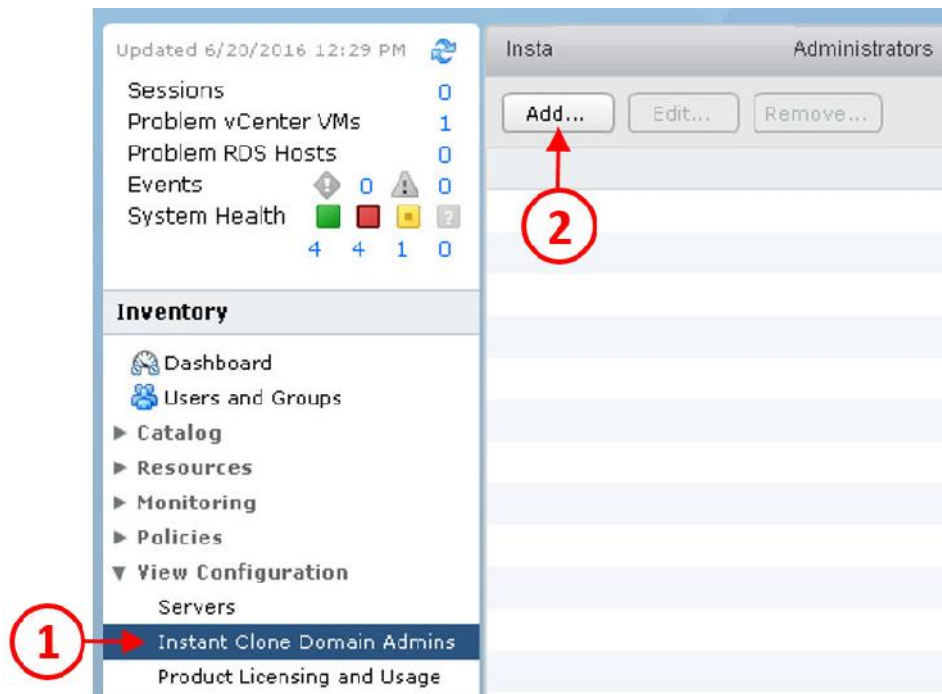 Updated 6/20/2016 12:29 PM
Sessions 0
Problem vCenter VMs 1
Problem RDS Hosts 0
Events 0 0
System Health ?
4 4 1 0
Inventory
Dashboard
Users and Groups
Catalog
Resources
Monitoring
Policies
View Configuration
Servers
1
Instant Clone Domain Admins
Product Licensing and Usage
Insta Administrators
Add... Edit... Remove...
2